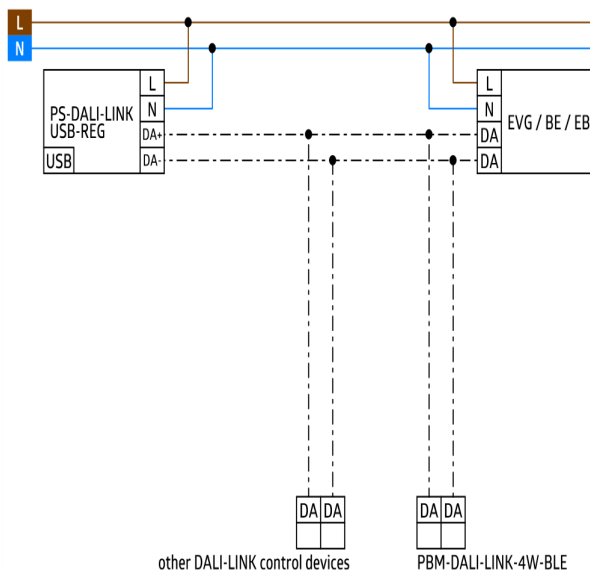 L
N
PS-DALI-LINK
USB-REG
USB
L
N
DA+
DA-
L
N
DA
DA
EVG / BE / EB
DA DA
DA DA
other DALI-LINK control devices
PBM-DALI-LINK-4W-BLE